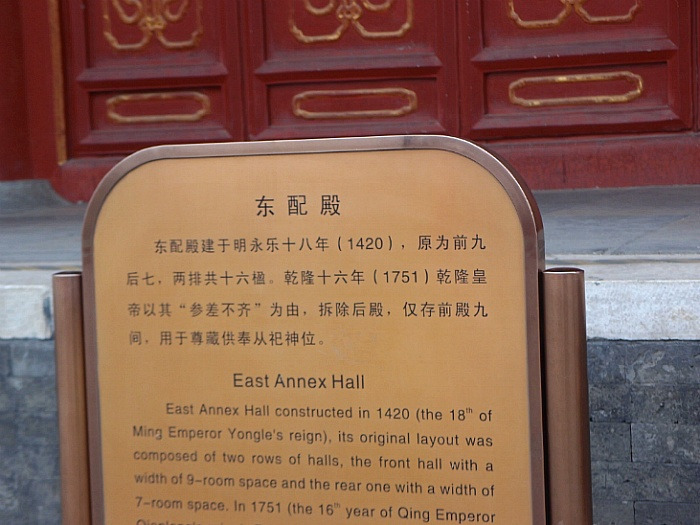 东配殿
东配殿建于明永乐十八年（1420），原为前九
后七，两排共十六楹。乾隆十六年（1751）乾隆皇
帝以其“参差不齐”为由，拆除后殿，仅存前殿九
间，用于尊藏供奉从祀神位。
East Annex Hall
East Annex Hall constructed in 1420 (the 18th of
Ming Emperor Yongle's reign), its original layout was
composed of two rows of halls, the front hall with a
width of 9-room space and the rear one with a width of
7-room space. In 1751 (the 16th year of Qing Emperor